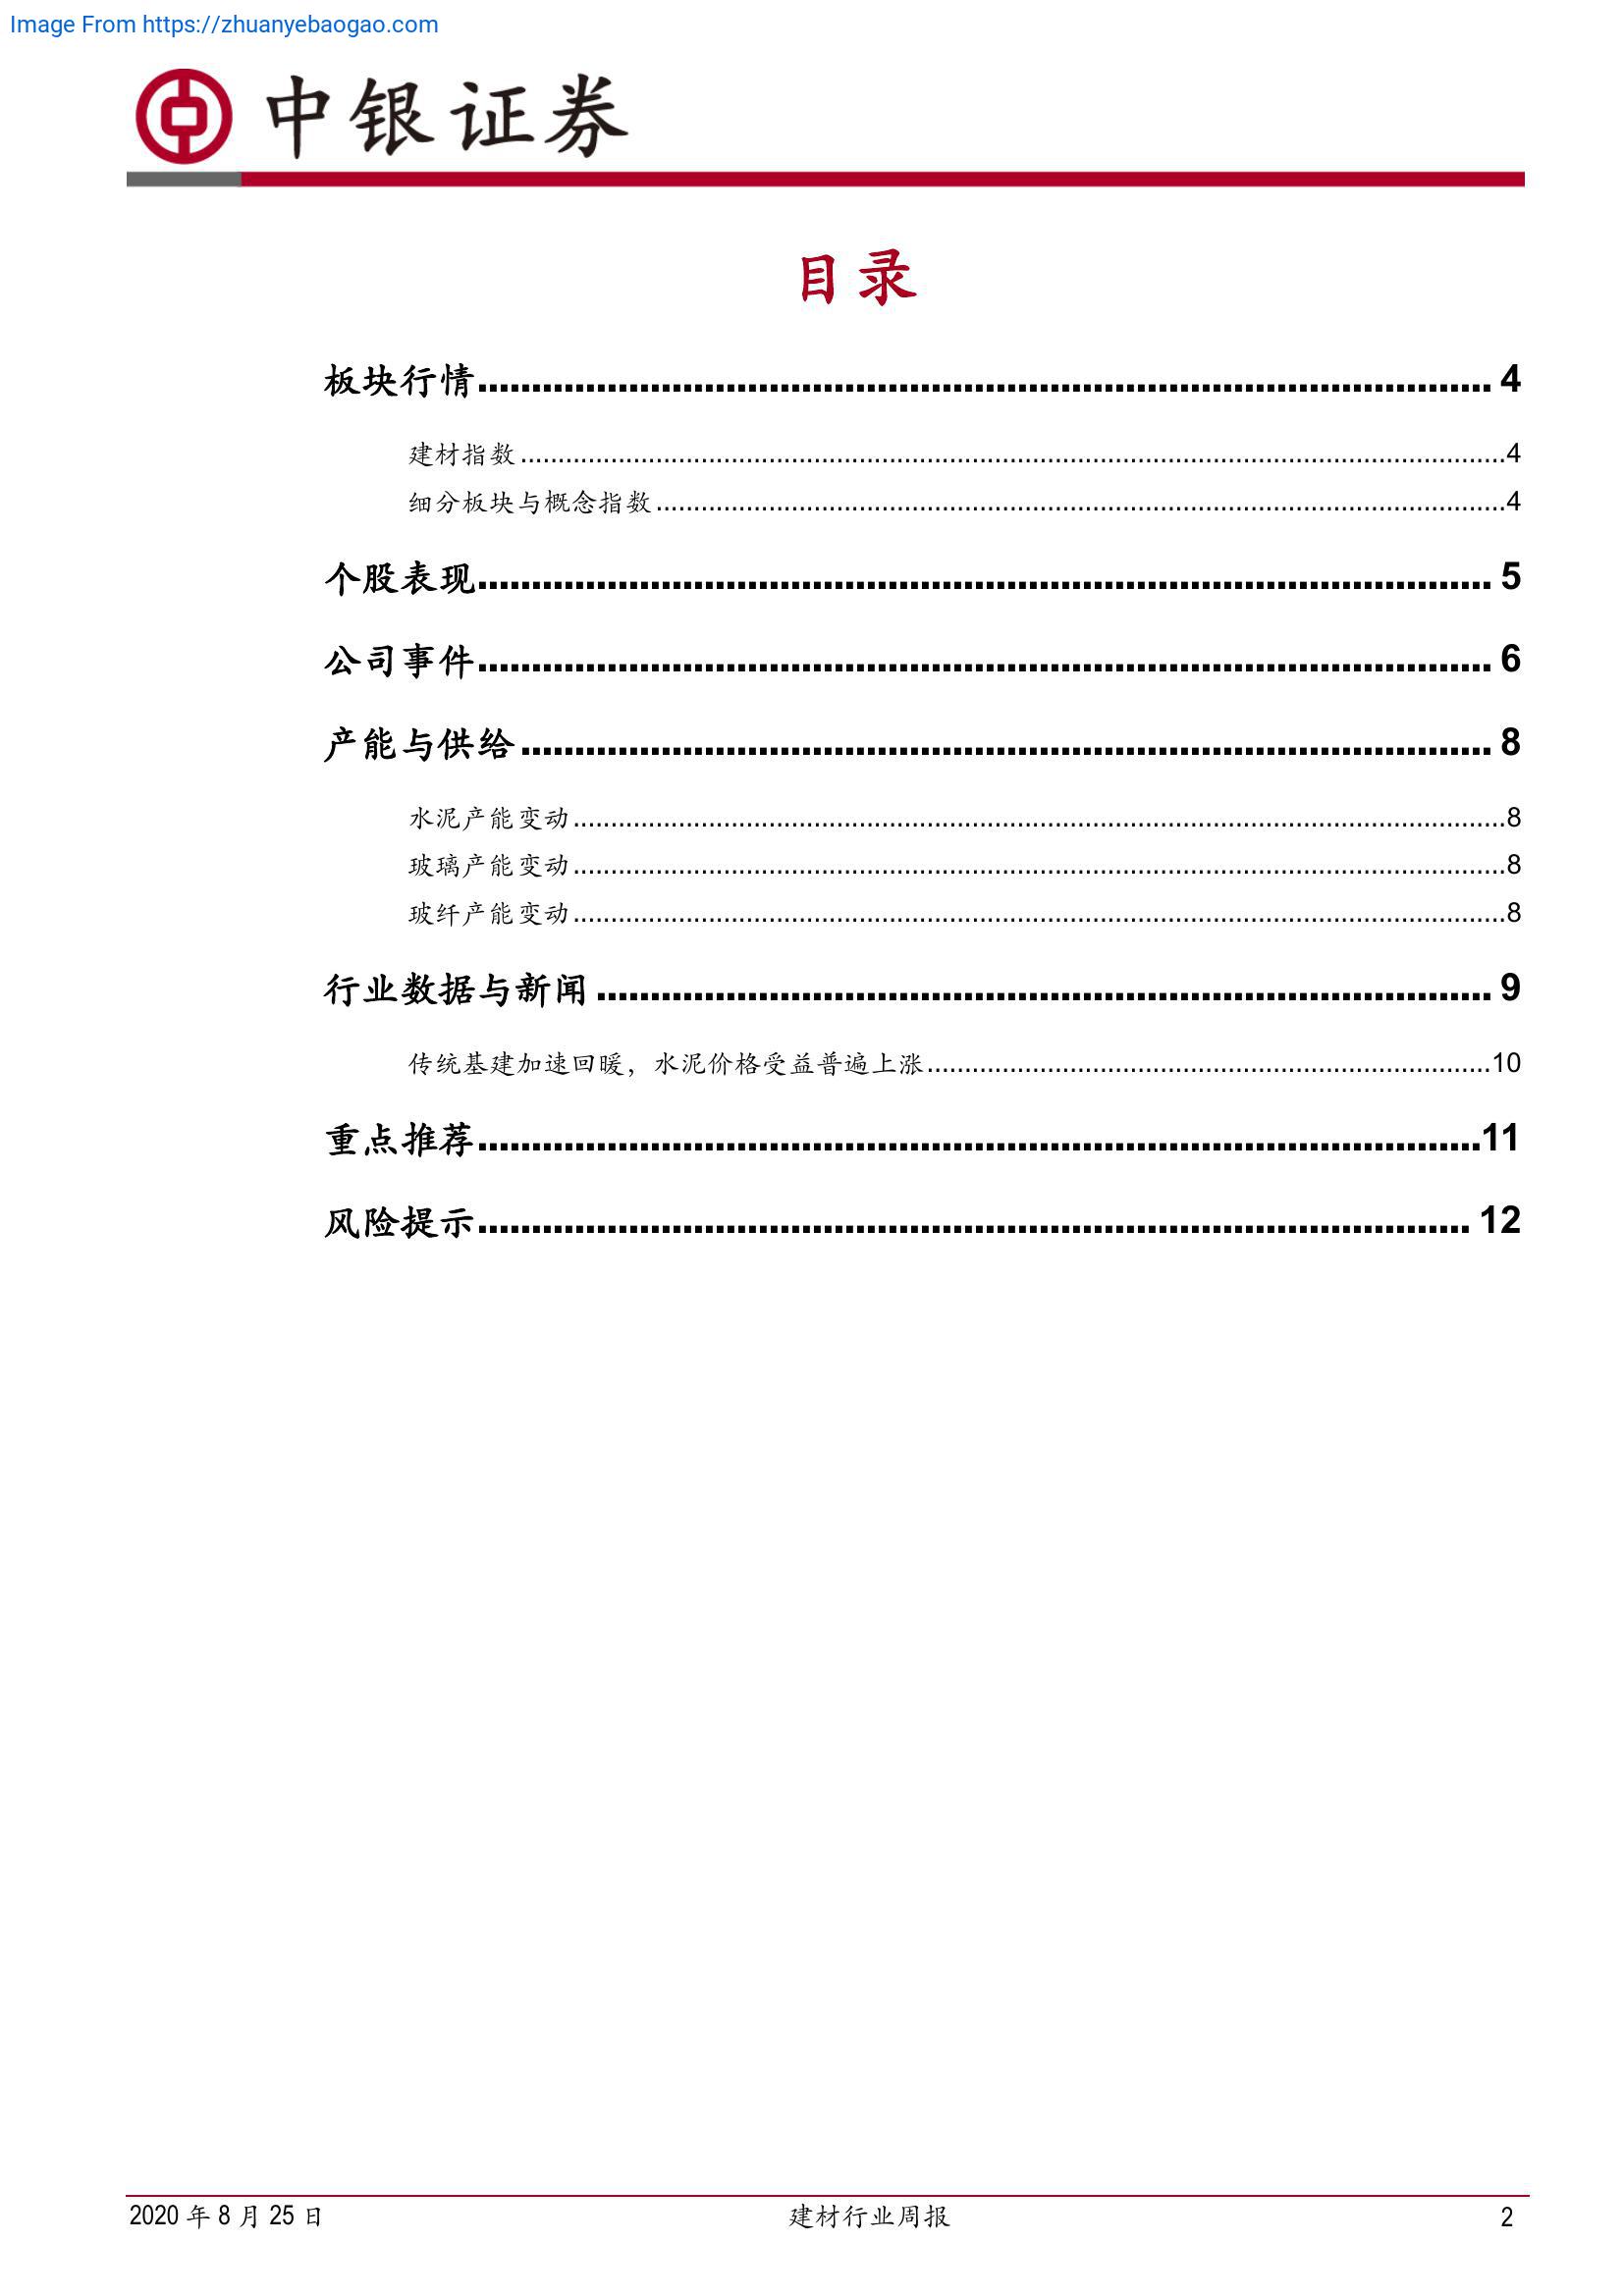 Image From https://zhuanyebaogao.com
中银证券
目录
板块行情 4
建材指数 4
细分板块与概念指数 4
个股表现 5
公司事件 6
产能与供给 8
水泥产能变动 8
玻璃产能变动 8
玻纤产能变动 8
行业数据与新闻 9
传统基建加速回暖，水泥价格受益普遍上涨 10
重点推荐 11
风险提示 12
2020 年 8 月 25 日 建材行业周报 2